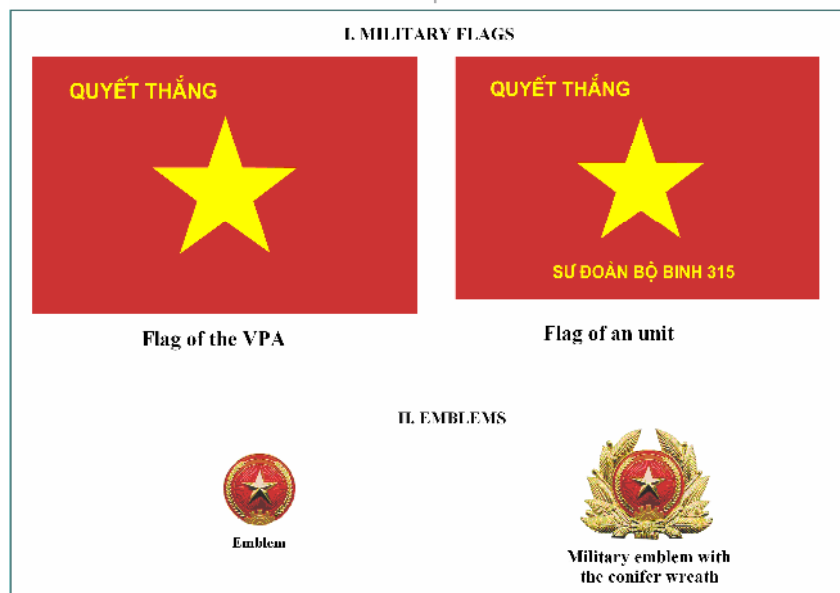 I. MILITARY FLAGS
QUYẾT THẮNG
QUYẾT THẮNG
SƯ ĐOÀN BỘ BINH 315
Flag of the VPA
Flag of an unit
II. EMBLEMS
Emblem
Military emblem with
the conifer wreath